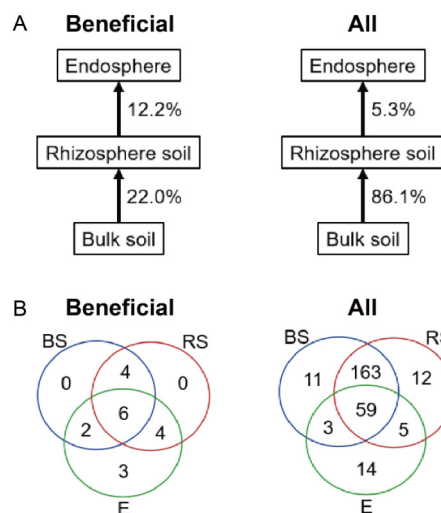 A Beneficial All
Endosphere Endosphere
12.2% 5.3%
Rhizosphere soil Rhizosphere soil
22.0% 86.1%
Bulk soil Bulk soil
B Beneficial All
BS RS BS RS
0 4 0 11 163 12
6 59
2 4 3 5
3 14
E E